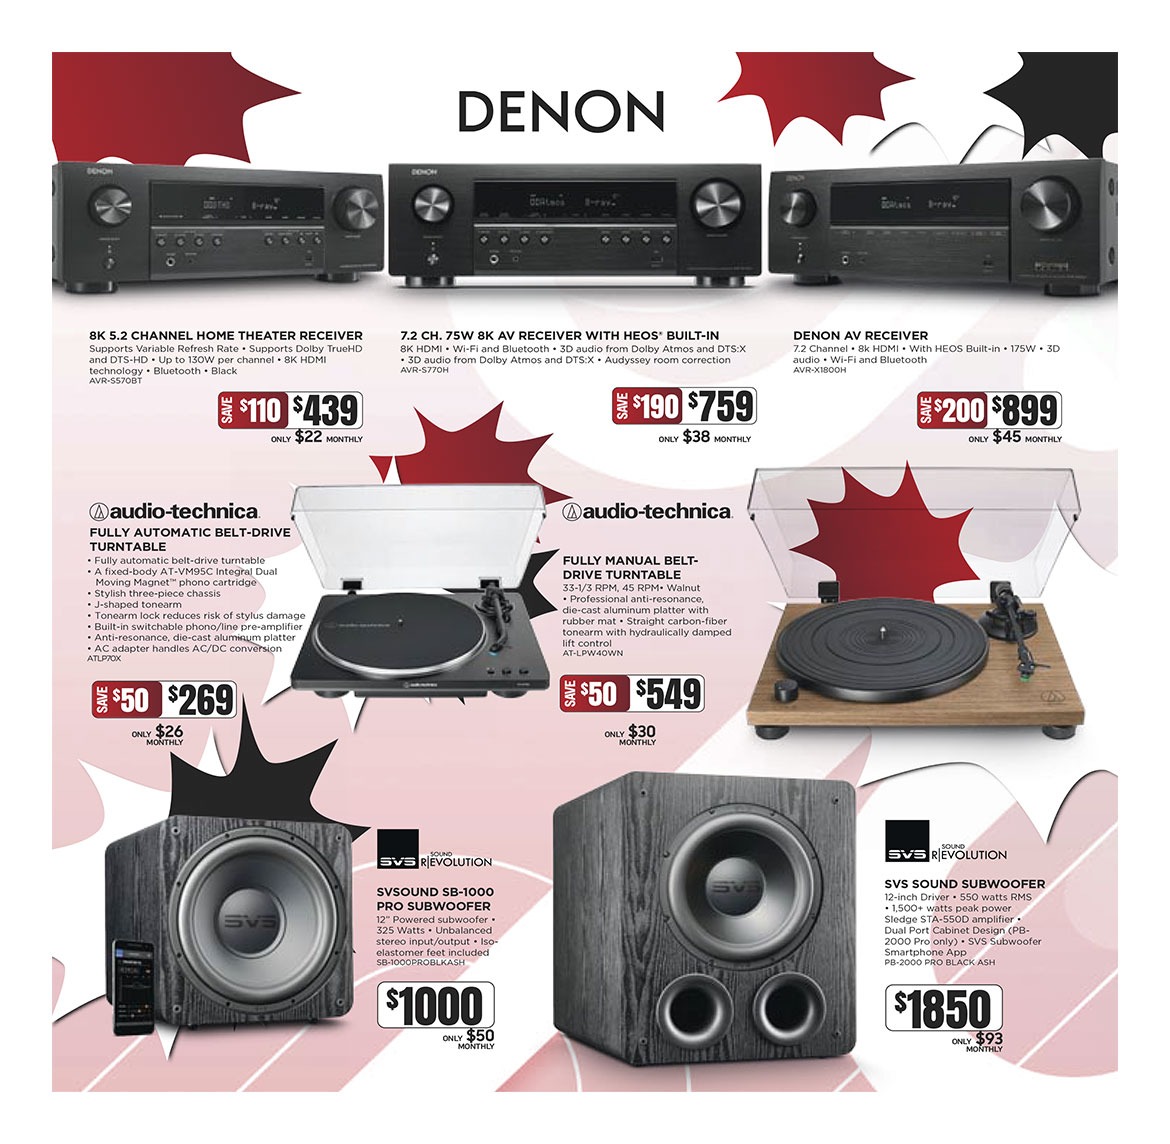 DENON
DENON
DENON
DENON
8K 5.2 CHANNEL HOME THEATER RECEIVER
Supports Variable Refresh Rate • Supports Dolby TrueHD
and DTS-HD • Up to 130W per channel • 8K HDMI
technology • Bluetooth • Black
AVR-S570BT
SAVE $110 $439
ONLY $22 MONTHLY
7.2 CH. 75W 8K AV RECEIVER WITH HEOS® BUILT-IN
8K HDMI • Wi-Fi and Bluetooth • 3D audio from Dolby Atmos and DTS:X
• 3D audio from Dolby Atmos and DTS:X • Audyssey room correction
AVR-S770H
SAVE $190 $759
ONLY $38 MONTHLY
DENON AV RECEIVER
7.2 Channel • 8k HDMI • With HEOS Built-in • 175W • 3D
audio • Wi-Fi and Bluetooth
AVR-X1800H
SAVE $200 $899
ONLY $45 MONTHLY
audio-technica
FULLY AUTOMATIC BELT-DRIVE
TURNTABLE
• Fully automatic belt-drive turntable
• A fixed-body AT-VM95C Integral Dual
Moving Magnet™ phono cartridge
• Stylish three-piece chassis
• J-shaped tonearm
• Tonearm lock reduces risk of stylus damage
• Built-in switchable phono/line pre-amplifier
• Anti-resonance, die-cast aluminum platter
• AC adapter handles AC/DC conversion
ATLP70X
SAVE $50 $269
ONLY $26
MONTHLY
audio-technica
audio-technica
audio-technica
FULLY MANUAL BELT-
DRIVE TURNTABLE
33-1/3 RPM, 45 RPM• Walnut
• Professional anti-resonance,
die-cast aluminum platter with
rubber mat • Straight carbon-fiber
tonearm with hydraulically damped
lift control
AT-LPW40WN
SAVE $50 $549
ONLY $30
MONTHLY
SVS
SVS SOUND
R|EVOLUTION
SVSOUND SB-1000
PRO SUBWOOFER
12" Powered subwoofer •
325 Watts • Unbalanced
stereo input/output • Iso-
elastomer feet included
SB-1000PROBLKASH
$1000
ONLY $50
MONTHLY
SVS
SVS SOUND
R|EVOLUTION
SVS SOUND SUBWOOFER
12-inch Driver • 550 watts RMS
• 1,500+ watts peak power
Sledge STA-550D amplifier •
Dual Port Cabinet Design (PB-
2000 Pro only) • SVS Subwoofer
Smartphone App
PB-2000 PRO BLACK ASH
$1850
ONLY $93
MONTHLY